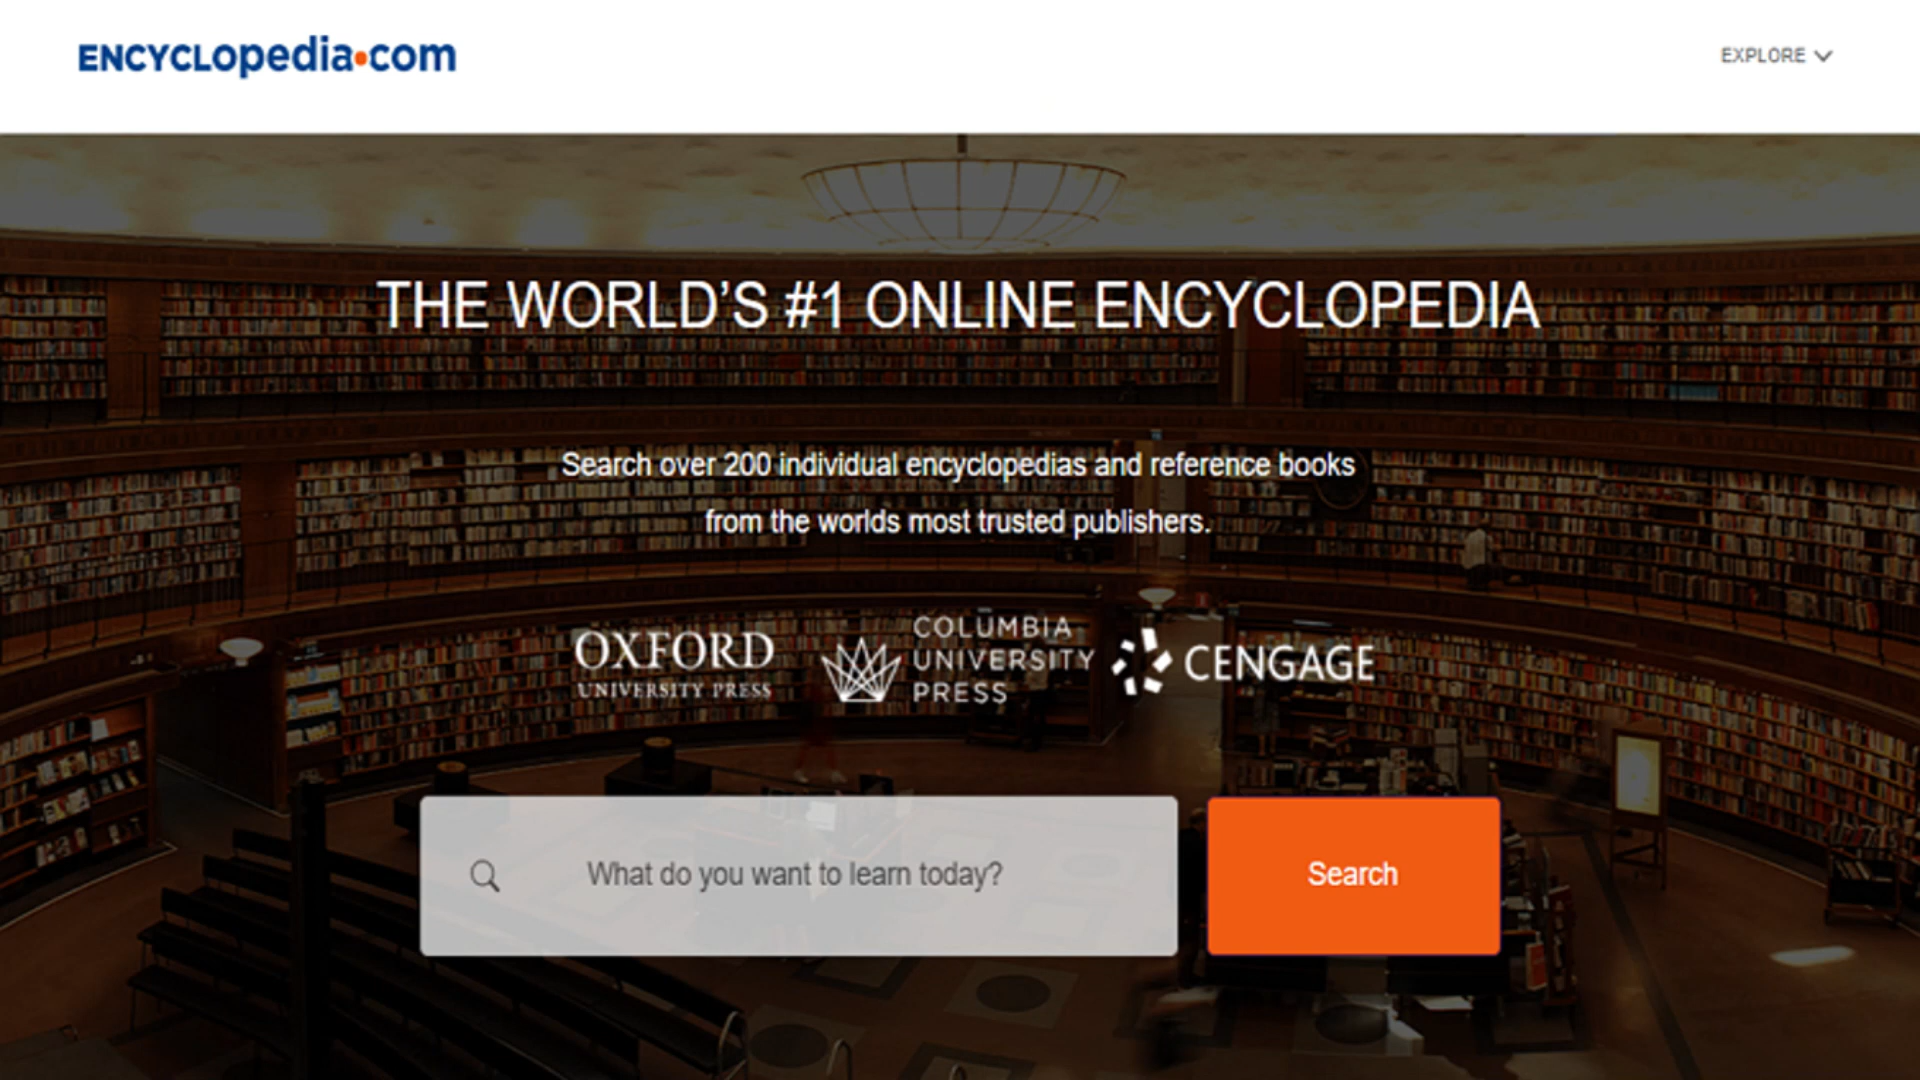 ENCYCLopedia•com
EXPLORE
THE WORLD'S #1 ONLINE ENCYCLOPEDIA
Search over 200 individual encyclopedias and reference books
from the worlds most trusted publishers.
OXFORD
UNIVERSITY PRESS
COLUMBIA
UNIVERSITY
PRESS
CENGAGE
What do you want to learn today?
Search